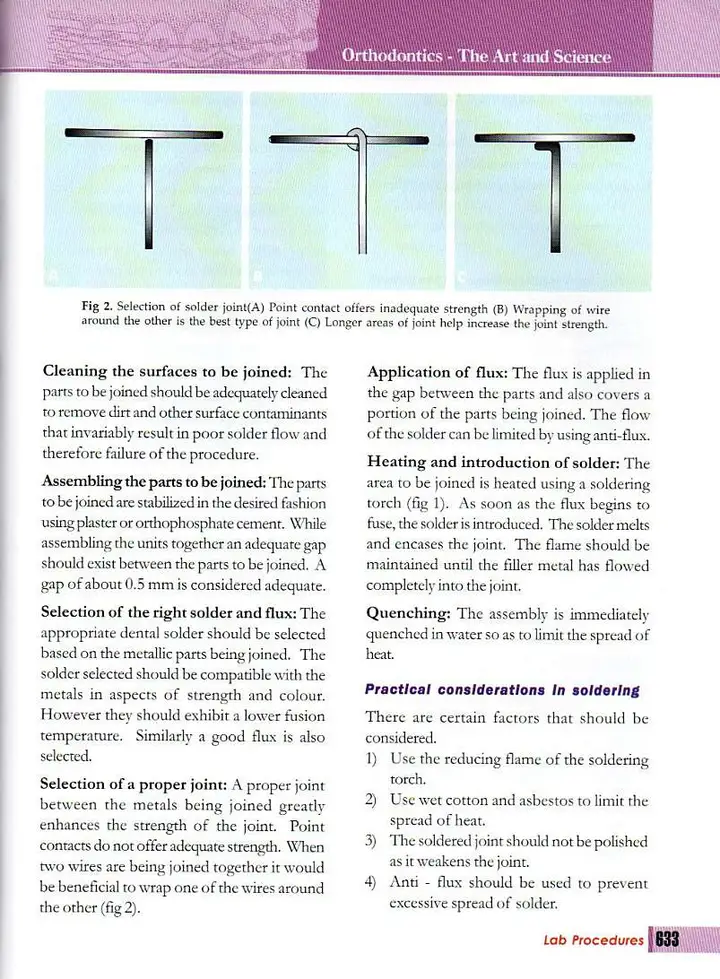 Orthodontics - The Art and Science
A
B
C
Fig 2. Selection of solder joint(A) Point contact offers inadequate strength (B) Wrapping of wire
around the other is the best type of joint (C) Longer areas of joint help increase the joint strength.
Cleaning the surfaces to be joined: The
parts to be joined should be adequately cleaned
to remove dirt and other surface contaminants
that invariably result in poor solder flow and
therefore failure of the procedure.
Assembling the parts to be joined: The parts
to be joined are stabilized in the desired fashion
using plaster or orthophosphate cement. While
assembling the units together an adequate gap
should exist between the parts to be joined. A
gap of about 0.5 mm is considered adequate.
Selection of the right solder and flux: The
appropriate dental solder should be selected
based on the metallic parts being joined. The
solder selected should be compatible with the
metals in aspects of strength and colour.
However they should exhibit a lower fusion
temperature. Similarly a good flux is also
selected.
Selection of a proper joint: A proper joint
between the metals being joined greatly
enhances the strength of the joint. Point
contacts do not offer adequate strength. When
two wires are being joined together it would
be beneficial to wrap one of the wires around
the other (fig 2).
Application of flux: The flux is applied in
the gap between the parts and also covers a
portion of the parts being joined. The flow
of the solder can be limited by using anti-flux.
Heating and introduction of solder: The
area to be joined is heated using a soldering
torch (fig 1). As soon as the flux begins to
fuse, the solder is introduced. The solder melts
and encases the joint. The flame should be
maintained until the filler metal has flowed
completely into the joint.
Quenching: The assembly is immediately
quenched in water so as to limit the spread of
heat.
Practical considerations in soldering
There are certain factors that should be
considered.
1) Use the reducing flame of the soldering
torch.
2) Use wet cotton and asbestos to limit the
spread of heat.
3) The soldered joint should not be polished
as it weakens the joint.
4) Anti - flux should be used to prevent
excessive spread of solder.
Lab Procedures 633